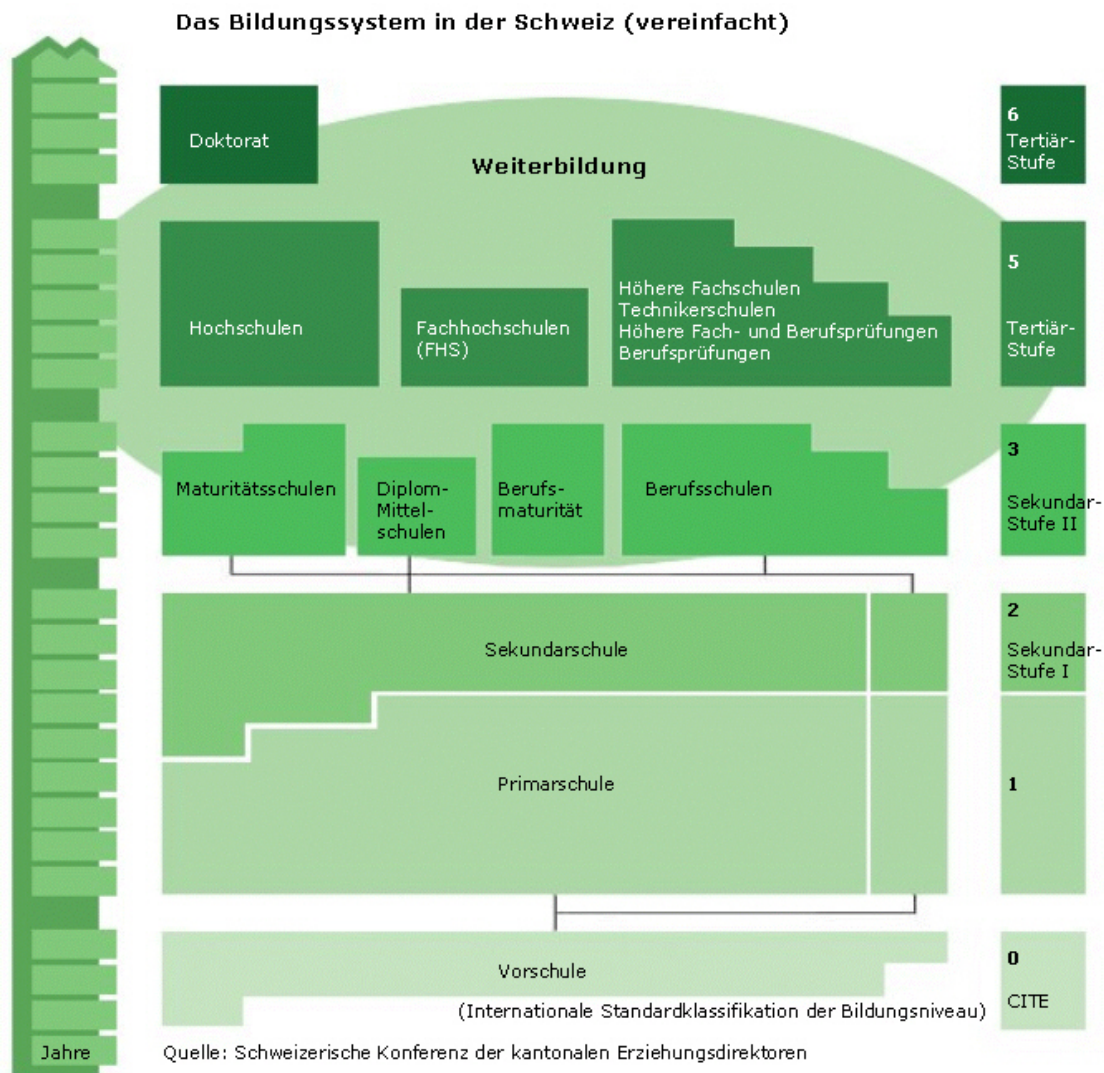 Das Bildungssystem in der Schweiz (vereinfacht)
Doktorat
Weiterbildung
6
Tertiär-
Stufe
Hochschulen
Fachhochschulen
(FHS)
Höhere Fachschulen
Technikerschulen
Höhere Fach- und Berufsprüfungen
Berufsprüfungen
5
Tertiär-
Stufe
Maturitätsschulen
Diplom-
Mittel-
schulen
Berufs-
maturität
Berufsschulen
3
Sekundar-
Stufe II
Sekundarschule
2
Sekundar-
Stufe I
Primarschule
1
Vorschule
(Internationale Standardklassifikation der Bildungsniveau)
0
CITE
Jahre
Quelle: Schweizerische Konferenz der kantonalen Erziehungsdirektoren